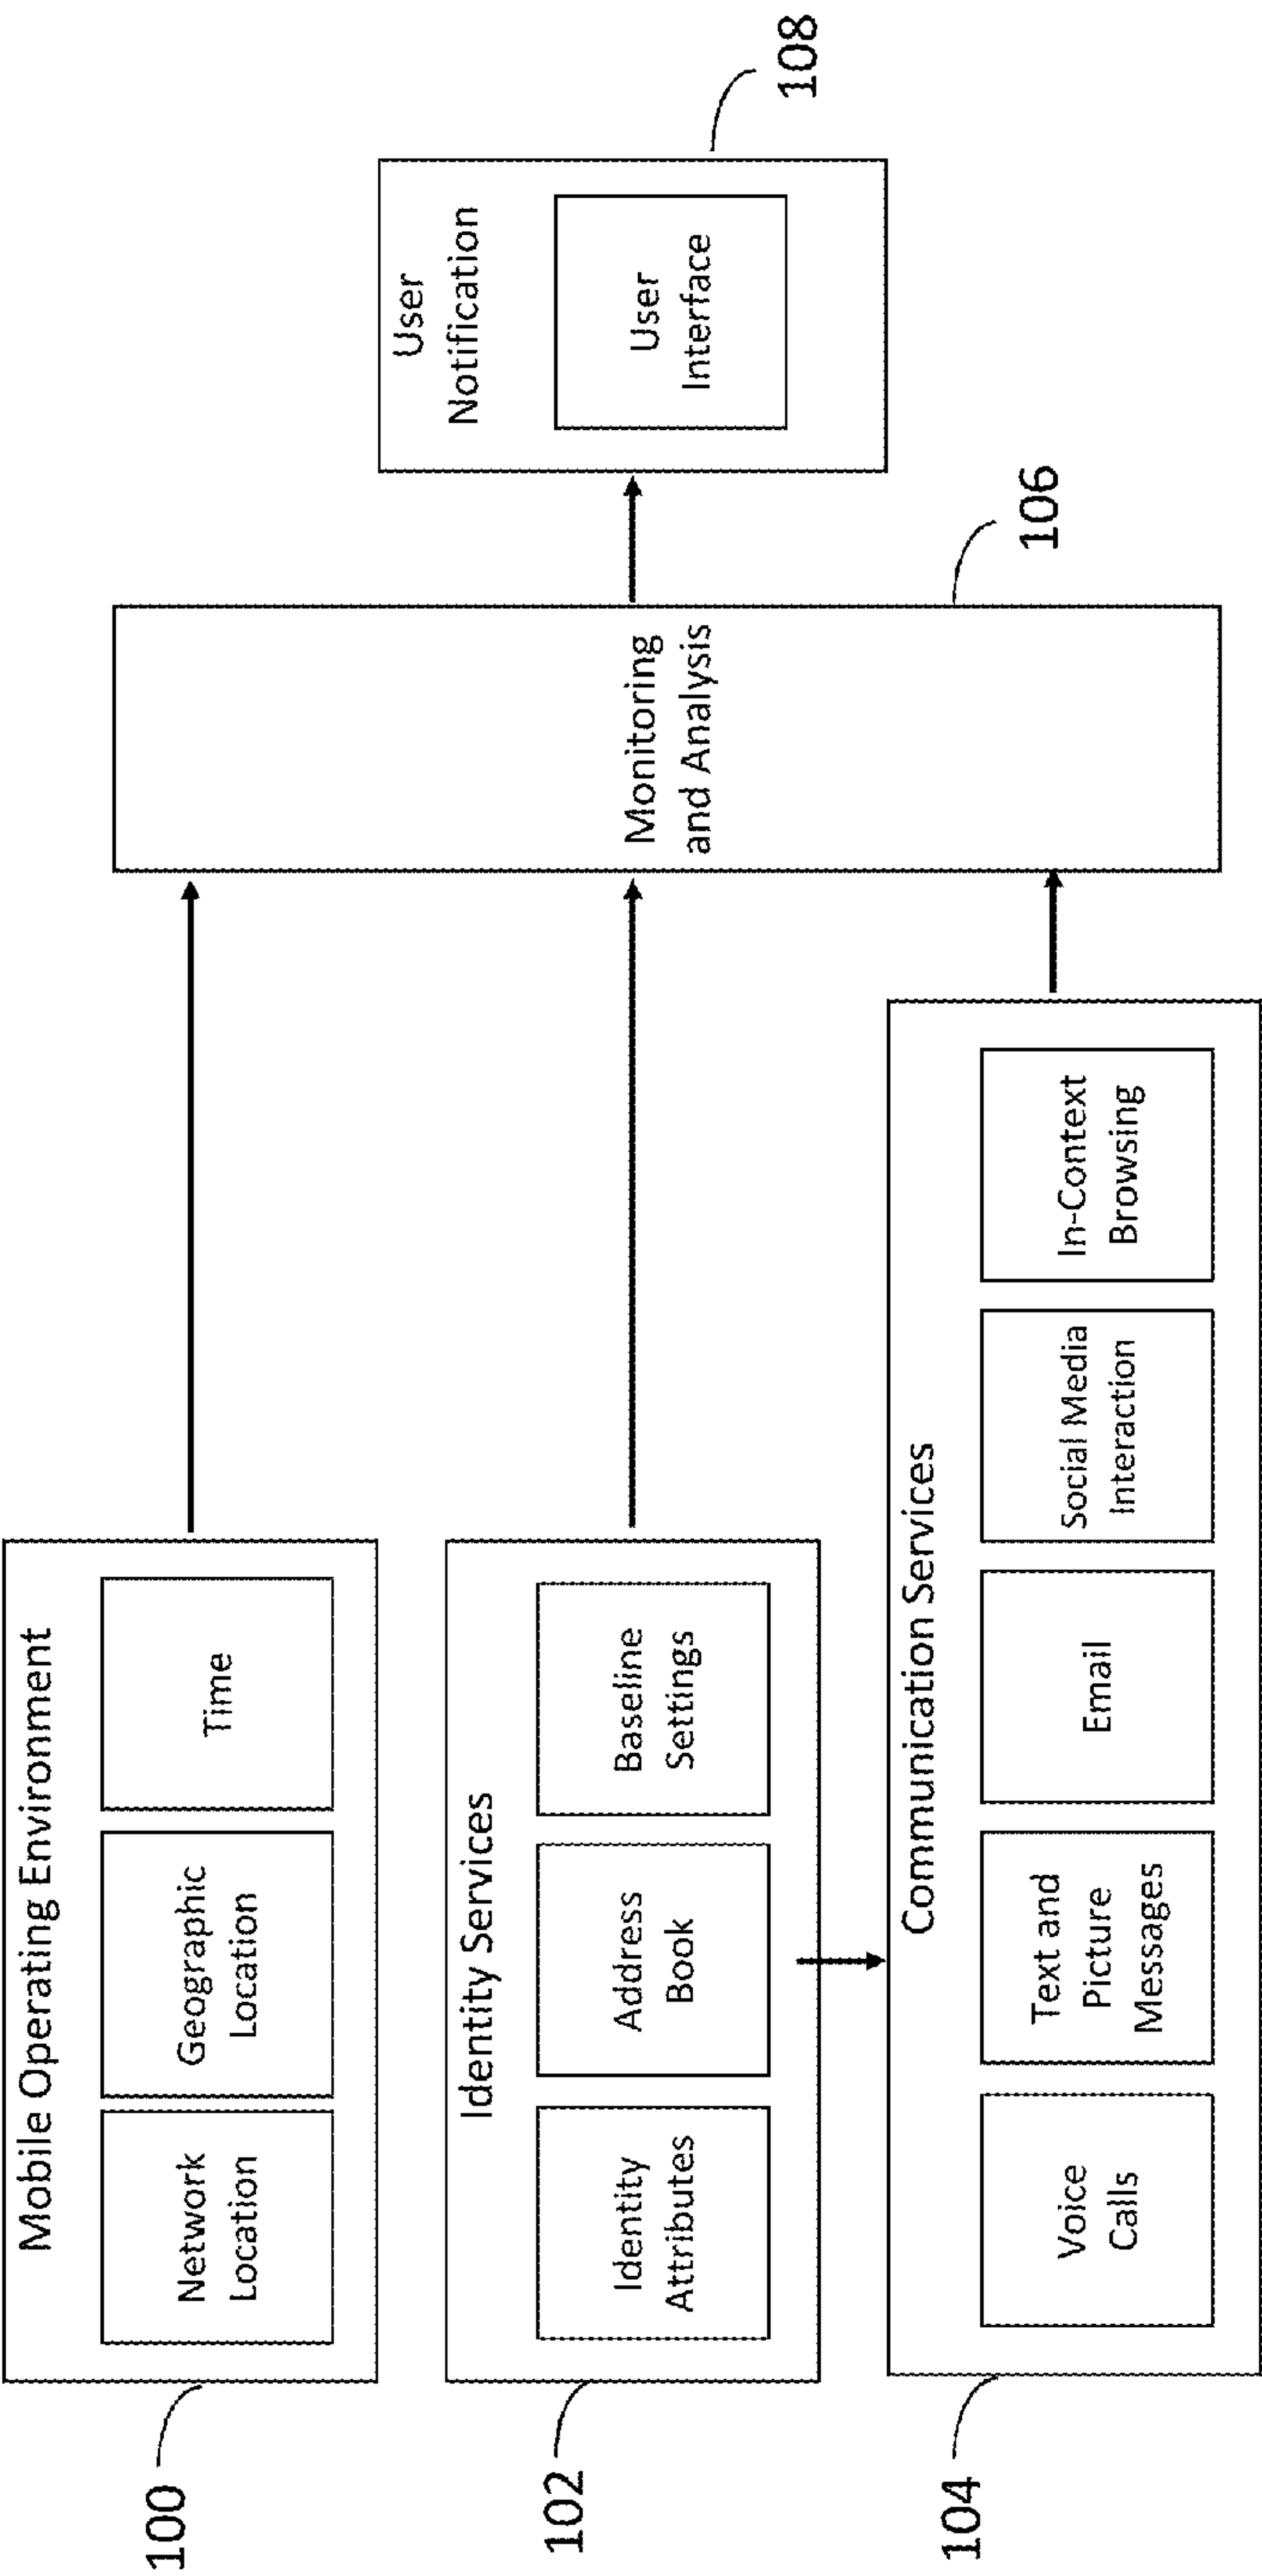 100
Mobile Operating Environment
Network
Location
Geographic
Location
Time
102
Identity Services
Identity
Attributes
Address
Book
Baseline
Settings
104
Communication Services
Voice
Calls
Text and
Picture
Messages
Email
Social Media
Interaction
In-Context
Browsing
Monitoring
and Analysis
106
User
Notification
User
Interface
108